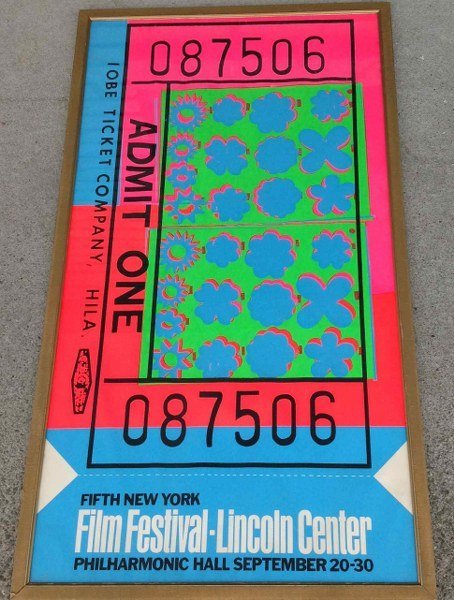 087506
ADMIT ONE
IOBE TICKET COMPANY, HILA.
087506
FIFTH NEW YORK
Film Festival-Lincoln Center
PHILHARMONIC HALL SEPTEMBER 20-30